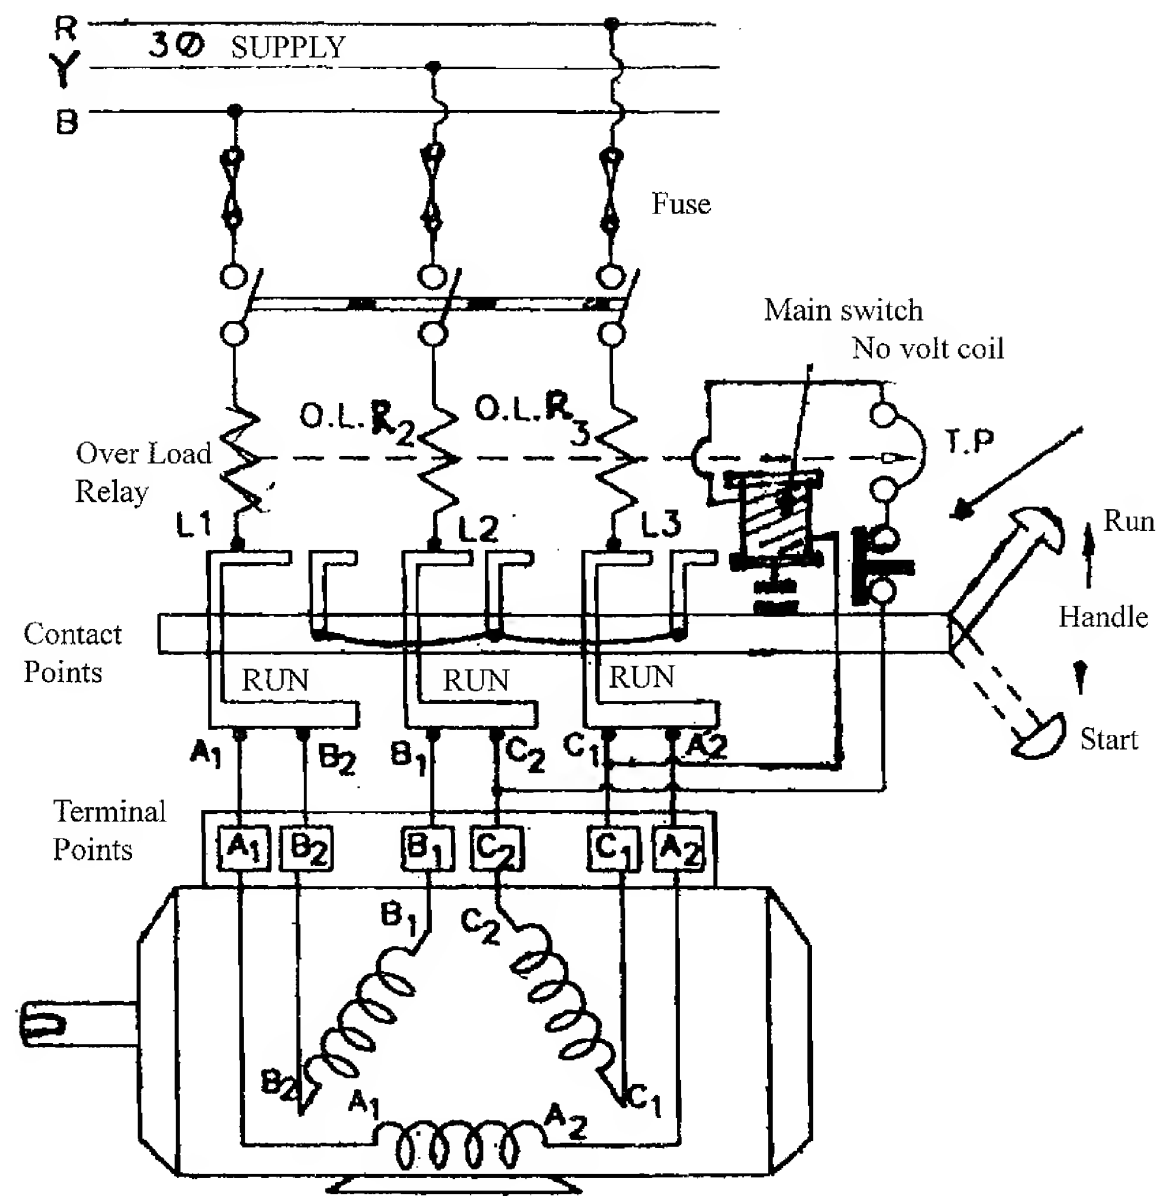 R
3Ø SUPPLY
Y
B
Fuse
Main switch
No volt coil
O.L.R2
O.L.R3
T.P
Over Load
Relay
L1
L2
L3
Run
Handle
Start
Contact
Points
RUN
RUN
RUN
A1
B2
B1
C2
C1
A2
Terminal
Points
A1
B2
B1
C2
C1
A2
B1
C2
B2
A1
A2
C1